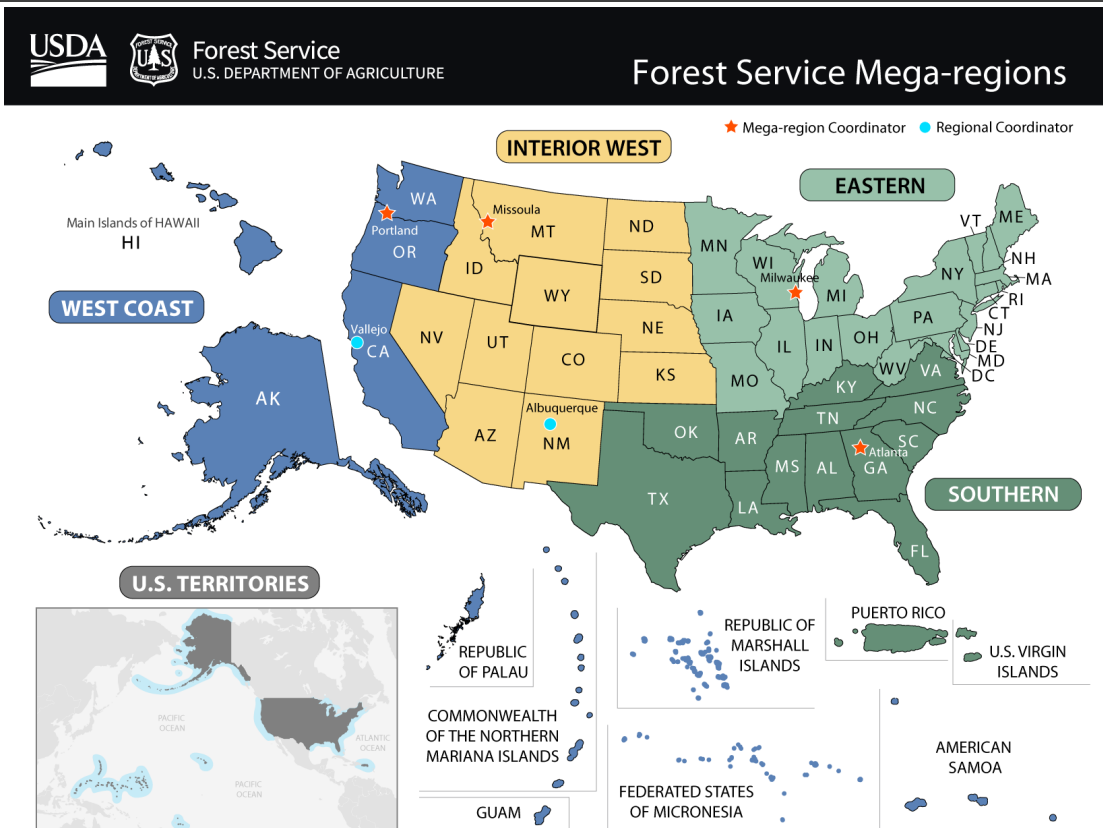 USDA
FOREST SERVICE
U S
DEPARTMENT OF AGRICULTURE
Forest Service
U.S. DEPARTMENT OF AGRICULTURE
Forest Service Mega-regions
Mega-region Coordinator
Regional Coordinator
INTERIOR WEST
EASTERN
Main Islands of HAWAII
HI
WEST COAST
AK
WA
Portland
OR
Vallejo
CA
Missoula
MT
ID
WY
NV
UT
CO
AZ
Albuquerque
NM
ND
SD
NE
KS
MN
WI
Milwaukee
MI
IA
IL
IN
OH
MO
PA
NY
VT
ME
NH
MA
RI
CT
NJ
DE
MD
DC
WV
VA
KY
TN
NC
SC
Atlanta
GA
OK
AR
MS
AL
TX
LA
FL
SOUTHERN
U.S. TERRITORIES
PACIFIC
OCEAN
ATLANTIC
OCEAN
PACIFIC
OCEAN
REPUBLIC
OF PALAU
COMMONWEALTH
OF THE NORTHERN
MARIANA ISLANDS
GUAM
REPUBLIC OF
MARSHALL
ISLANDS
FEDERATED STATES
OF MICRONESIA
PUERTO RICO
U.S. VIRGIN
ISLANDS
AMERICAN
SAMOA